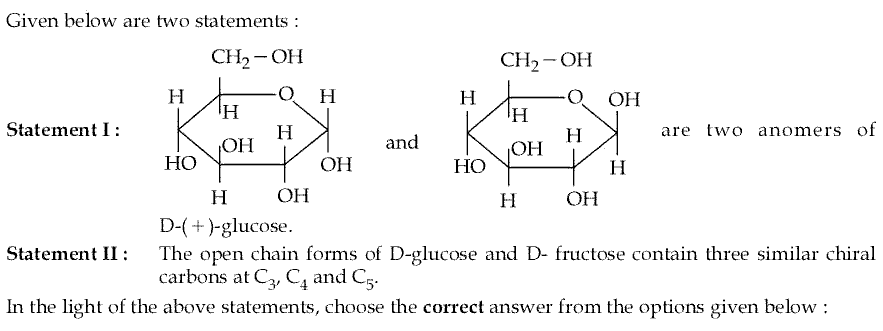 Given below are two statements :
CH₂−OH
CH₂−OH
H O H
H O OH
H
H
Statement I : OH H and OH H are two anomers of
HO OH
HO H
H OH
H OH
D-(+)-glucose.
Statement II : The open chain forms of D-glucose and D- fructose contain three similar chiral
carbons at C₃, C₄ and C₅.
In the light of the above statements, choose the correct answer from the options given below :